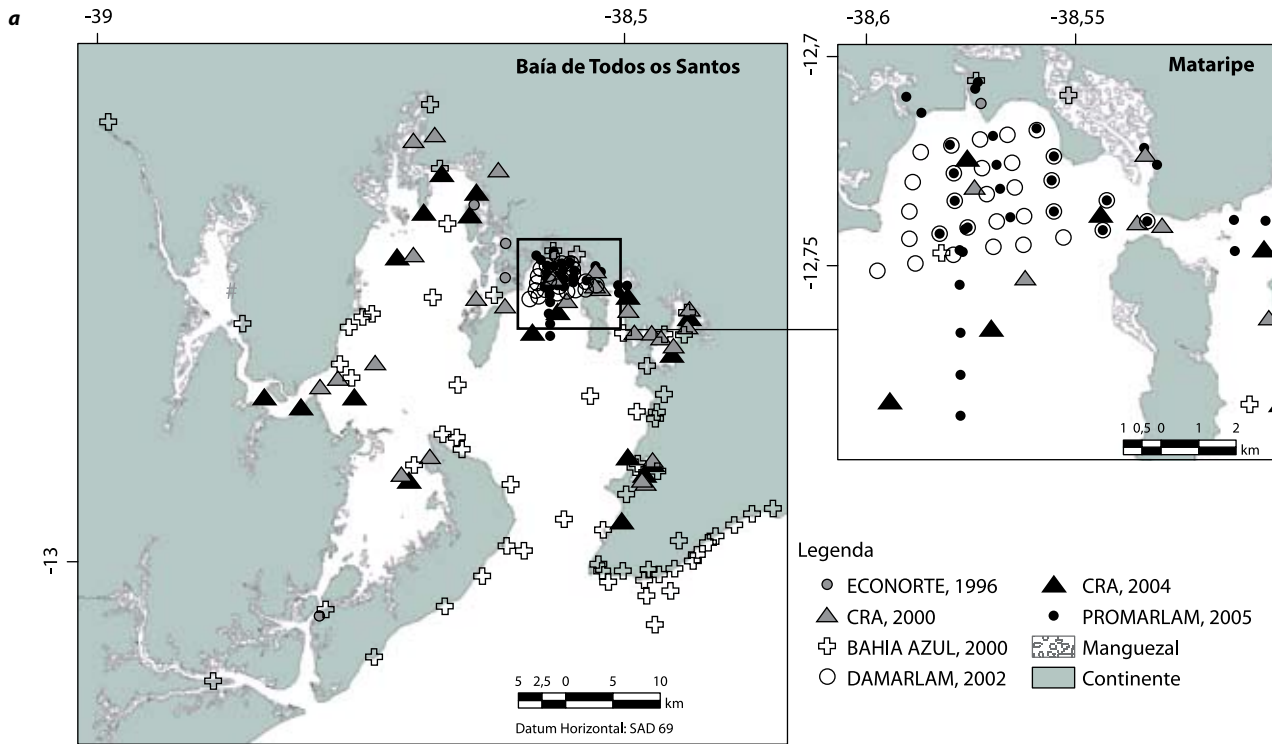 a
-39
-38,5
-13
Baía de Todos os Santos
#
5 2,5 0 5 10
km
Datum Horizontal: SAD 69
-38,6
-38,55
-12,7
-12,75
Mataripe
1 0,5 0 1 2
km
Legenda
ECONORTE, 1996
CRA, 2000
BAHIA AZUL, 2000
DAMARLAM, 2002
CRA, 2004
PROMARLAM, 2005
Manguezal
Continente